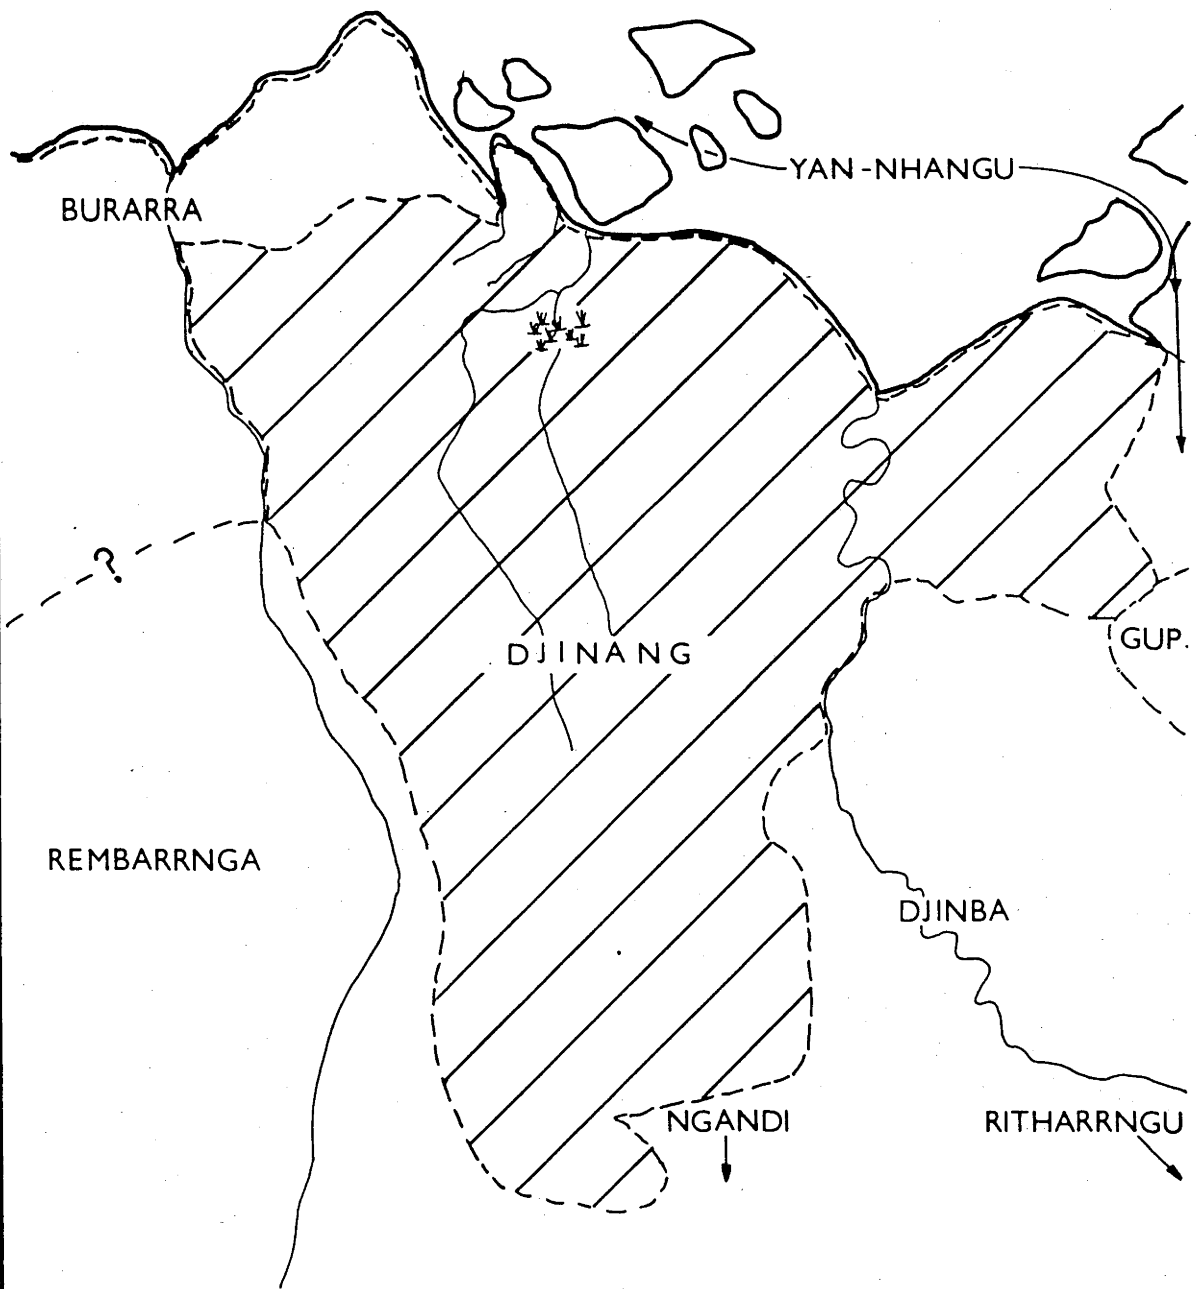 YAN-NHANGU
BURARRA
?
GUP.
DJINANG
REMBARRNGA
DJINBA
NGANDI
RITHARRNGU